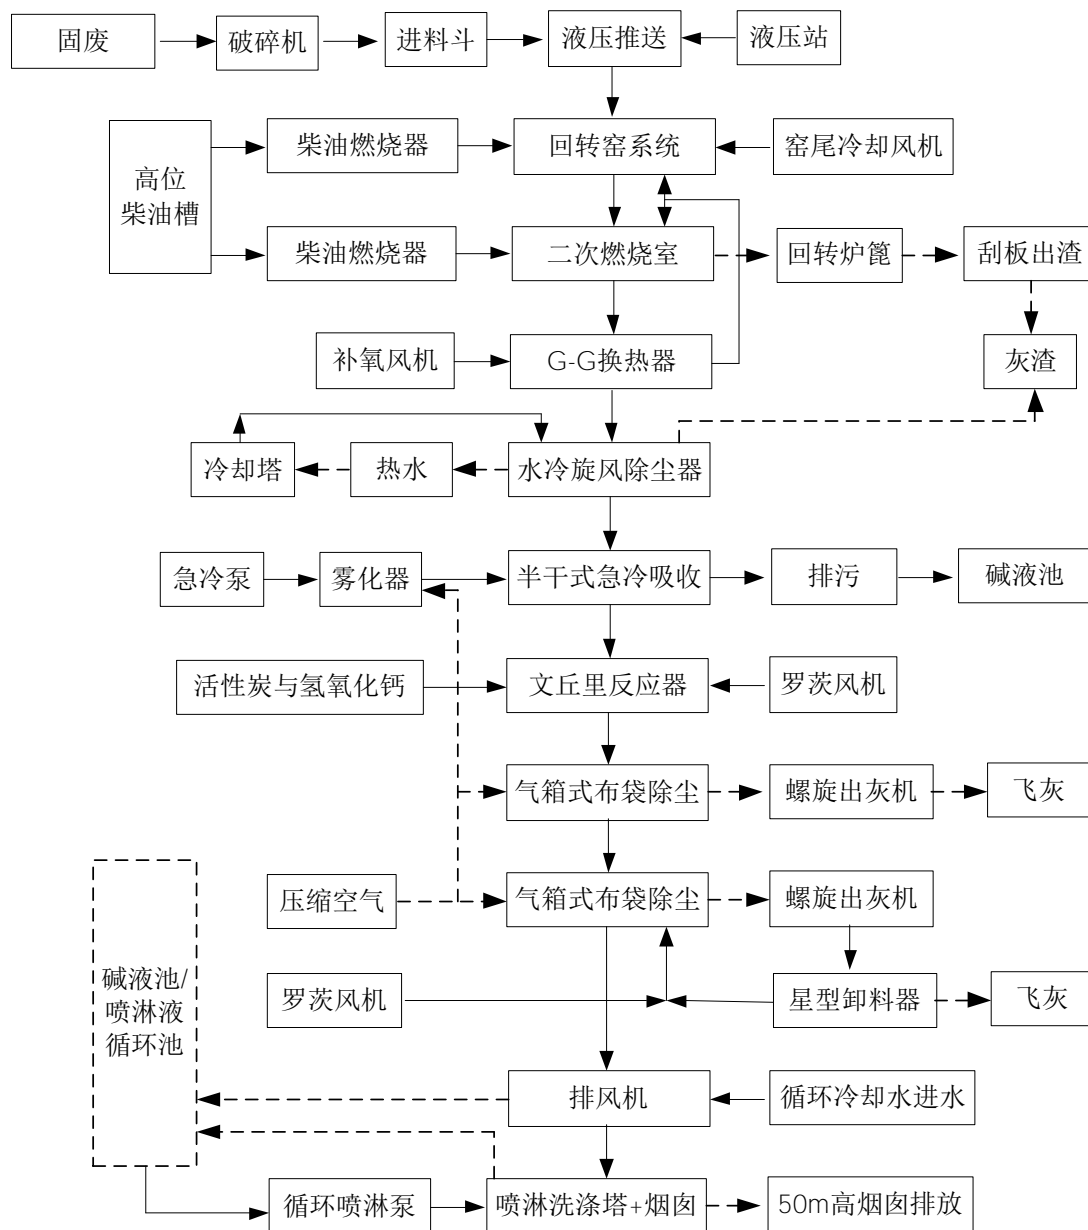 固废
破碎机
进料斗
液压推送
液压站
柴油燃烧器
回转窑系统
窑尾冷却风机
高位
柴油槽
柴油燃烧器
二次燃烧室
回转炉篦
刮板出渣
补氧风机
G-G换热器
灰渣
冷却塔
热水
水冷旋风除尘器
急冷泵
雾化器
半干式急冷吸收
排污
碱液池
活性炭与氢氧化钙
文丘里反应器
罗茨风机
气箱式布袋除尘
螺旋出灰机
飞灰
压缩空气
气箱式布袋除尘
螺旋出灰机
碱液池/
喷淋液
循环池
罗茨风机
星型卸料器
飞灰
排风机
循环冷却水进水
循环喷淋泵
喷淋洗涤塔+烟囱
50m高烟囱排放